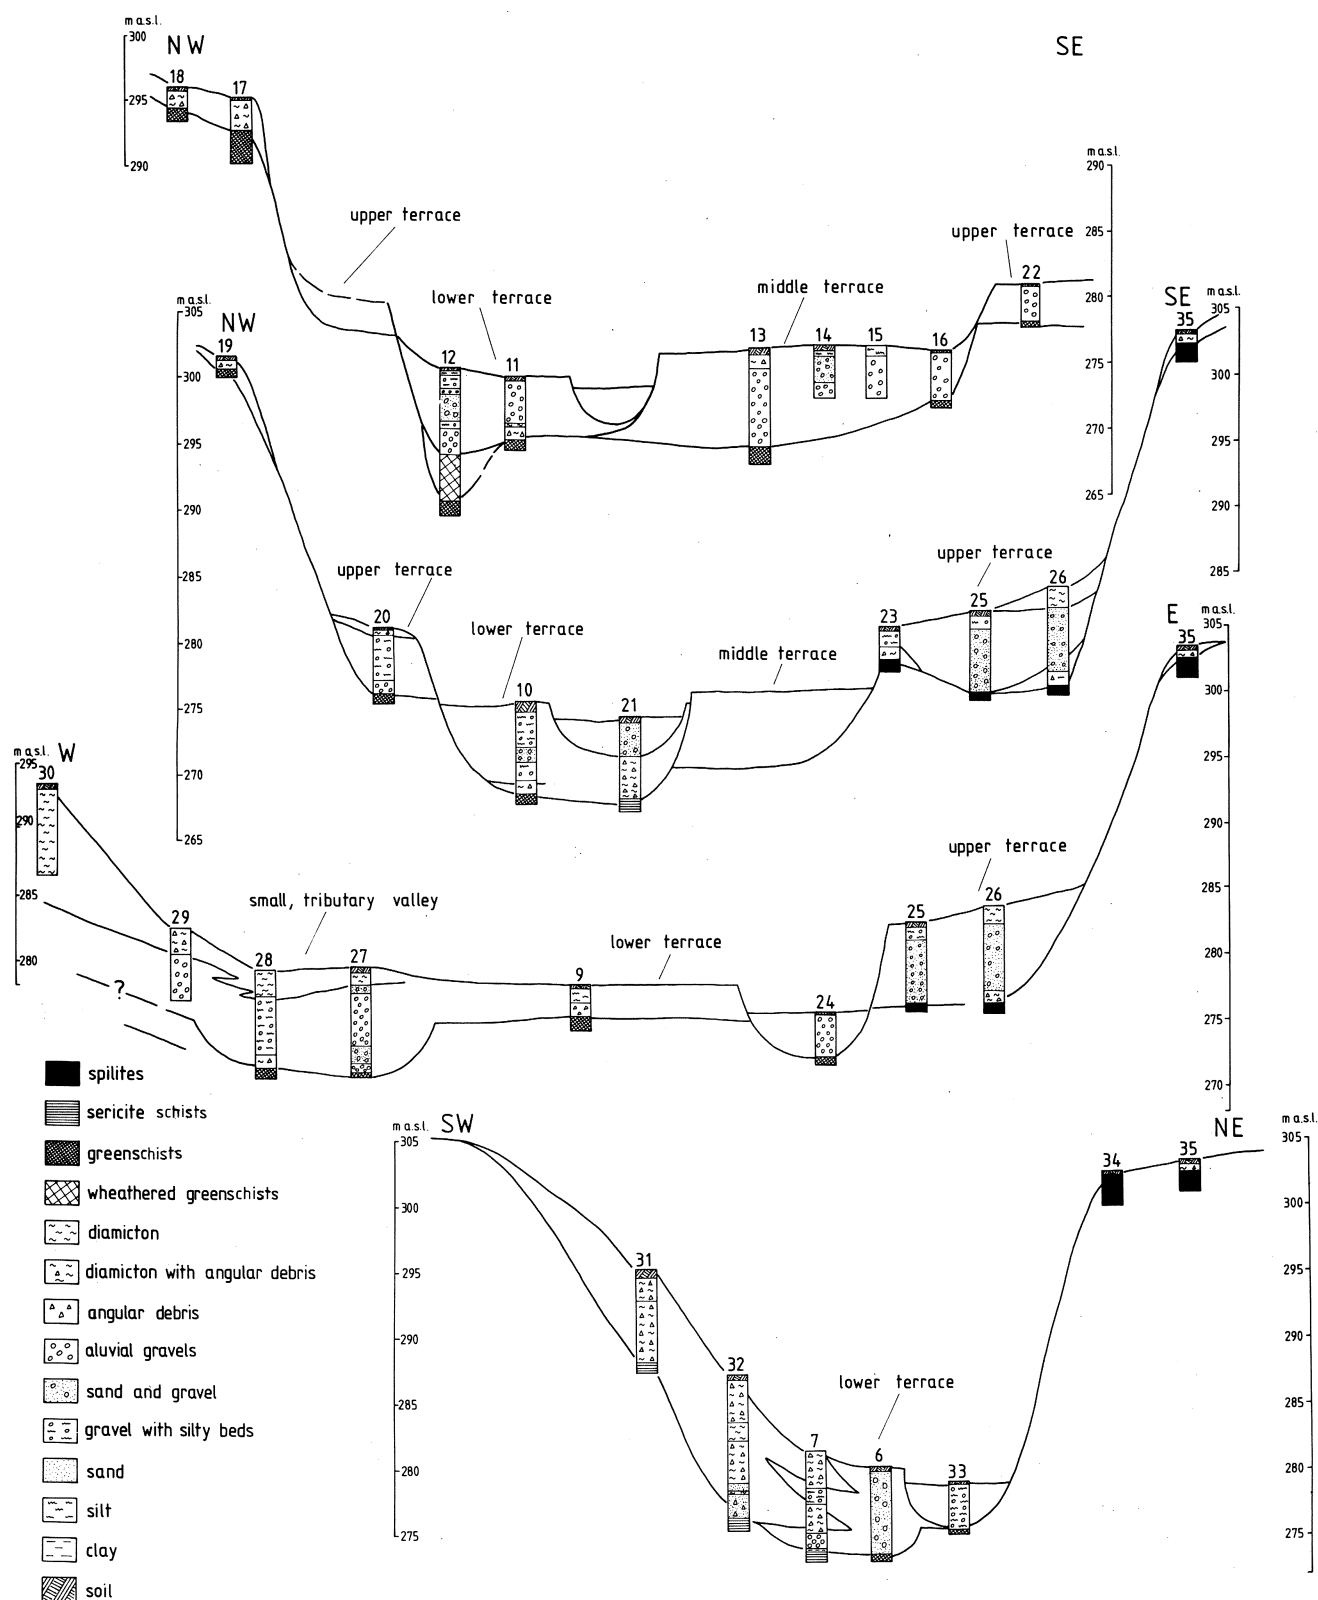 m a.s.l.
300
295
290
NW
SE
18
17
upper terrace
lower terrace
12
11
middle terrace
13
14
15
16
upper terrace
22
m a.s.l.
290
285
280
275
270
265
m a.s.l.
305
300
295
290
285
280
275
270
265
NW
19
upper terrace
20
lower terrace
10
21
middle terrace
23
upper terrace
25
26
SE
35
m a.s.l.
305
300
295
290
285
m a.s.l.
W
295
290
285
280
30
29
?
small, tributary valley
28
27
lower terrace
9
24
upper terrace
25
26
E
35
m a.s.l.
305
300
295
290
285
280
275
270
spilites
sericite schists
greenschists
wheathered greenschists
diamicton
diamicton with angular debris
angular debris
aluvial gravels
sand and gravel
gravel with silty beds
sand
silt
clay
soil
m a.s.l.
305
300
295
290
285
280
275
SW
31
32
7
lower terrace
6
33
34
35
NE
m a.s.l.
305
300
295
290
285
280
275